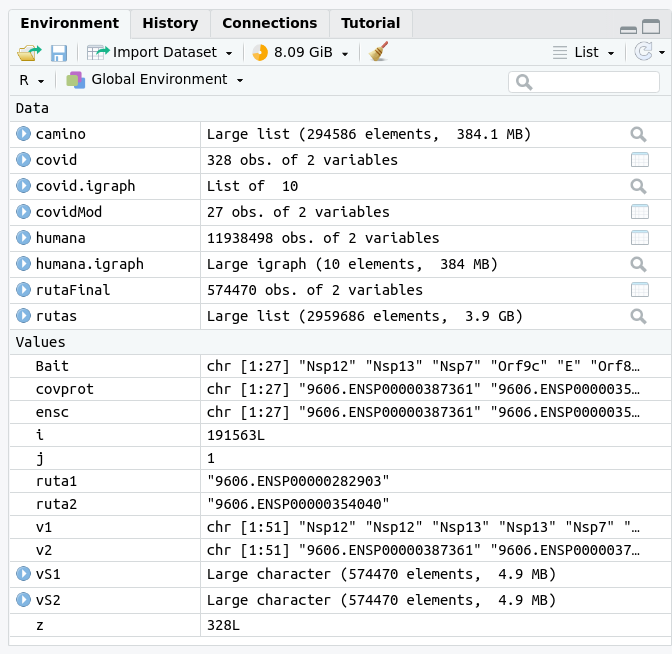 Environment History Connections Tutorial
Import Dataset 8.09 GiB List
R Global Environment
Data
camino Large list (294586 elements,  384.1 MB)
covid 328 obs. of 2 variables
covid.igraph List of  10
covidMod 27 obs. of 2 variables
humana 11938498 obs. of 2 variables
humana.igraph Large igraph (10 elements,  384 MB)
rutaFinal 574470 obs. of 2 variables
rutas Large list (2959686 elements,  3.9 GB)
Values
Bait chr [1:27] "Nsp12" "Nsp13" "Nsp7" "Orf9c" "E" "Orf8…
covprot chr [1:27] "9606.ENSP00000387361" "9606.ENSP0000035…
ensc chr [1:27] "9606.ENSP00000387361" "9606.ENSP0000035…
i 191563L
j 1
ruta1 "9606.ENSP00000282903"
ruta2 "9606.ENSP00000354040"
v1 chr [1:51] "Nsp12" "Nsp12" "Nsp13" "Nsp13" "Nsp7" "…
v2 chr [1:51] "9606.ENSP00000387361" "9606.ENSP0000037…
vS1 Large character (574470 elements,  4.9 MB)
vS2 Large character (574470 elements,  4.9 MB)
z 328L